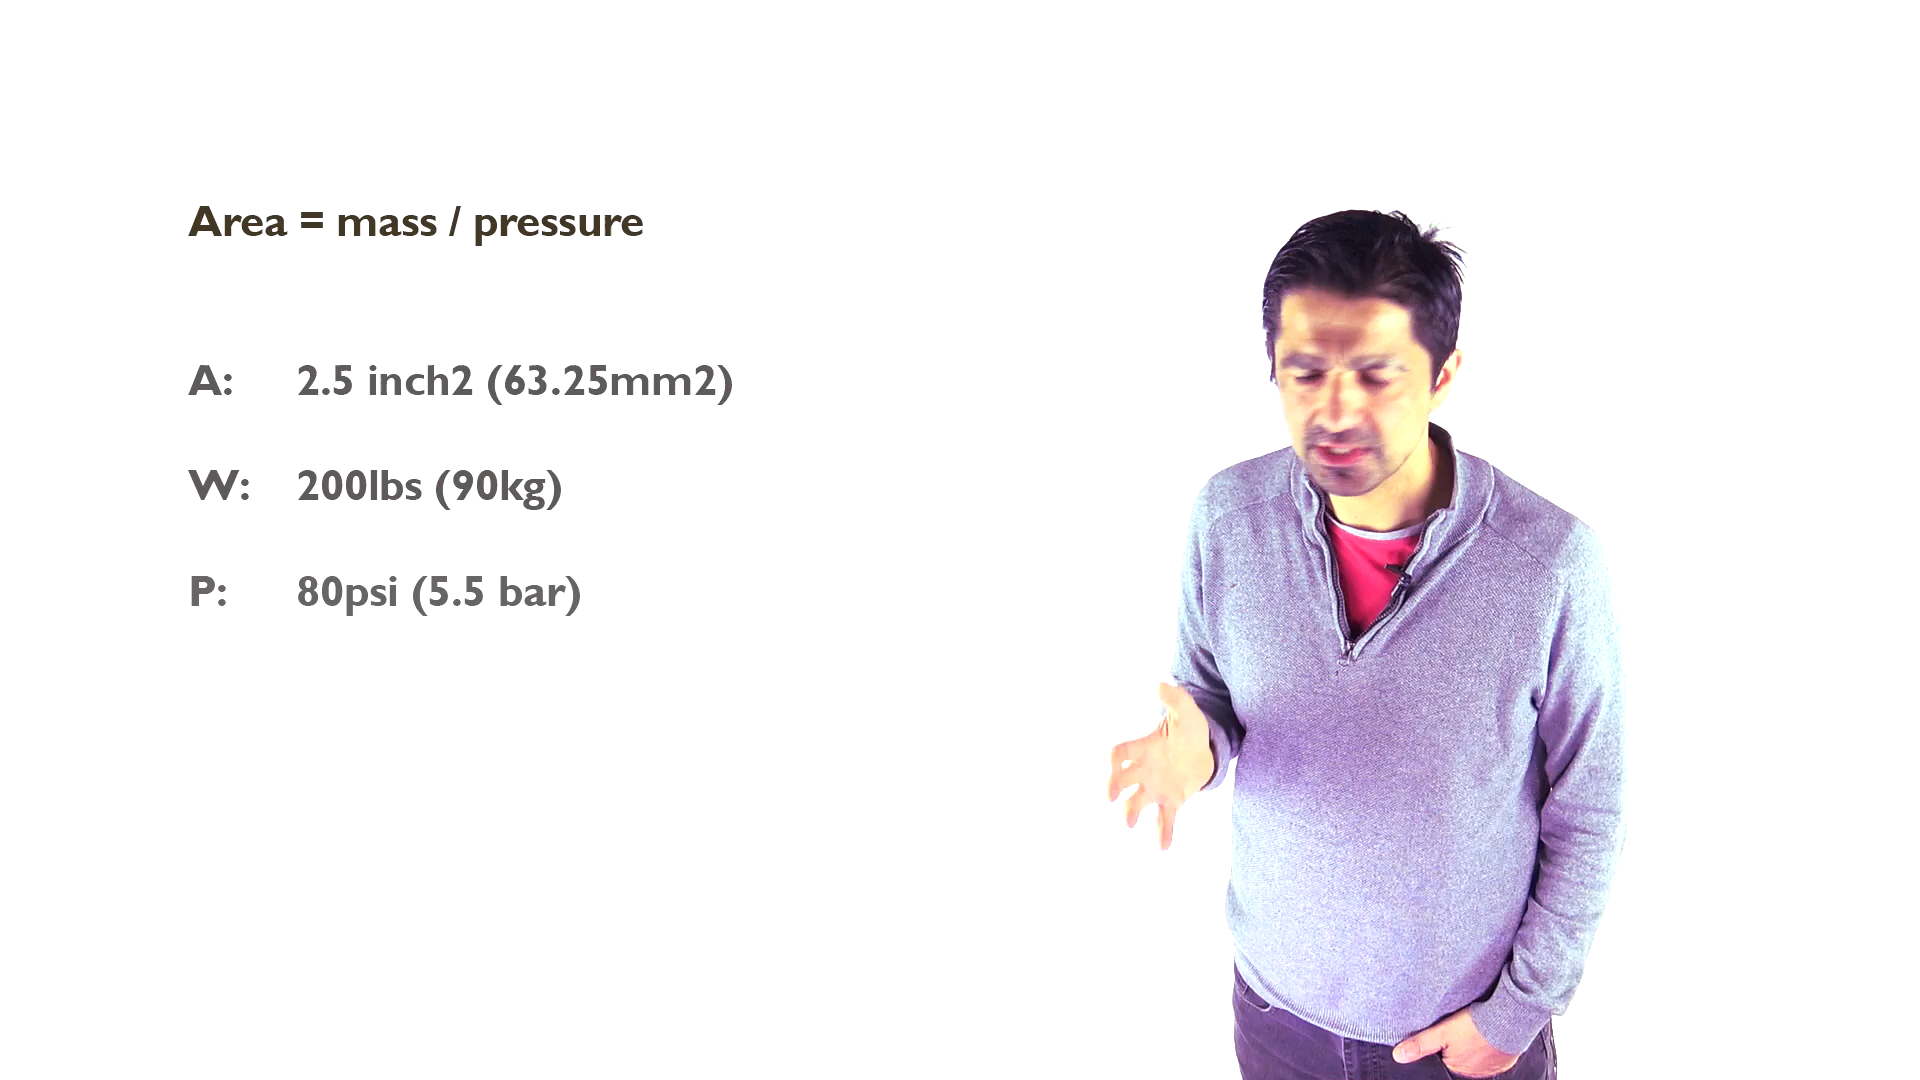 Area = mass / pressure
A: 2.5 inch2 (63.25mm2)
W: 200lbs (90kg)
P: 80psi (5.5 bar)